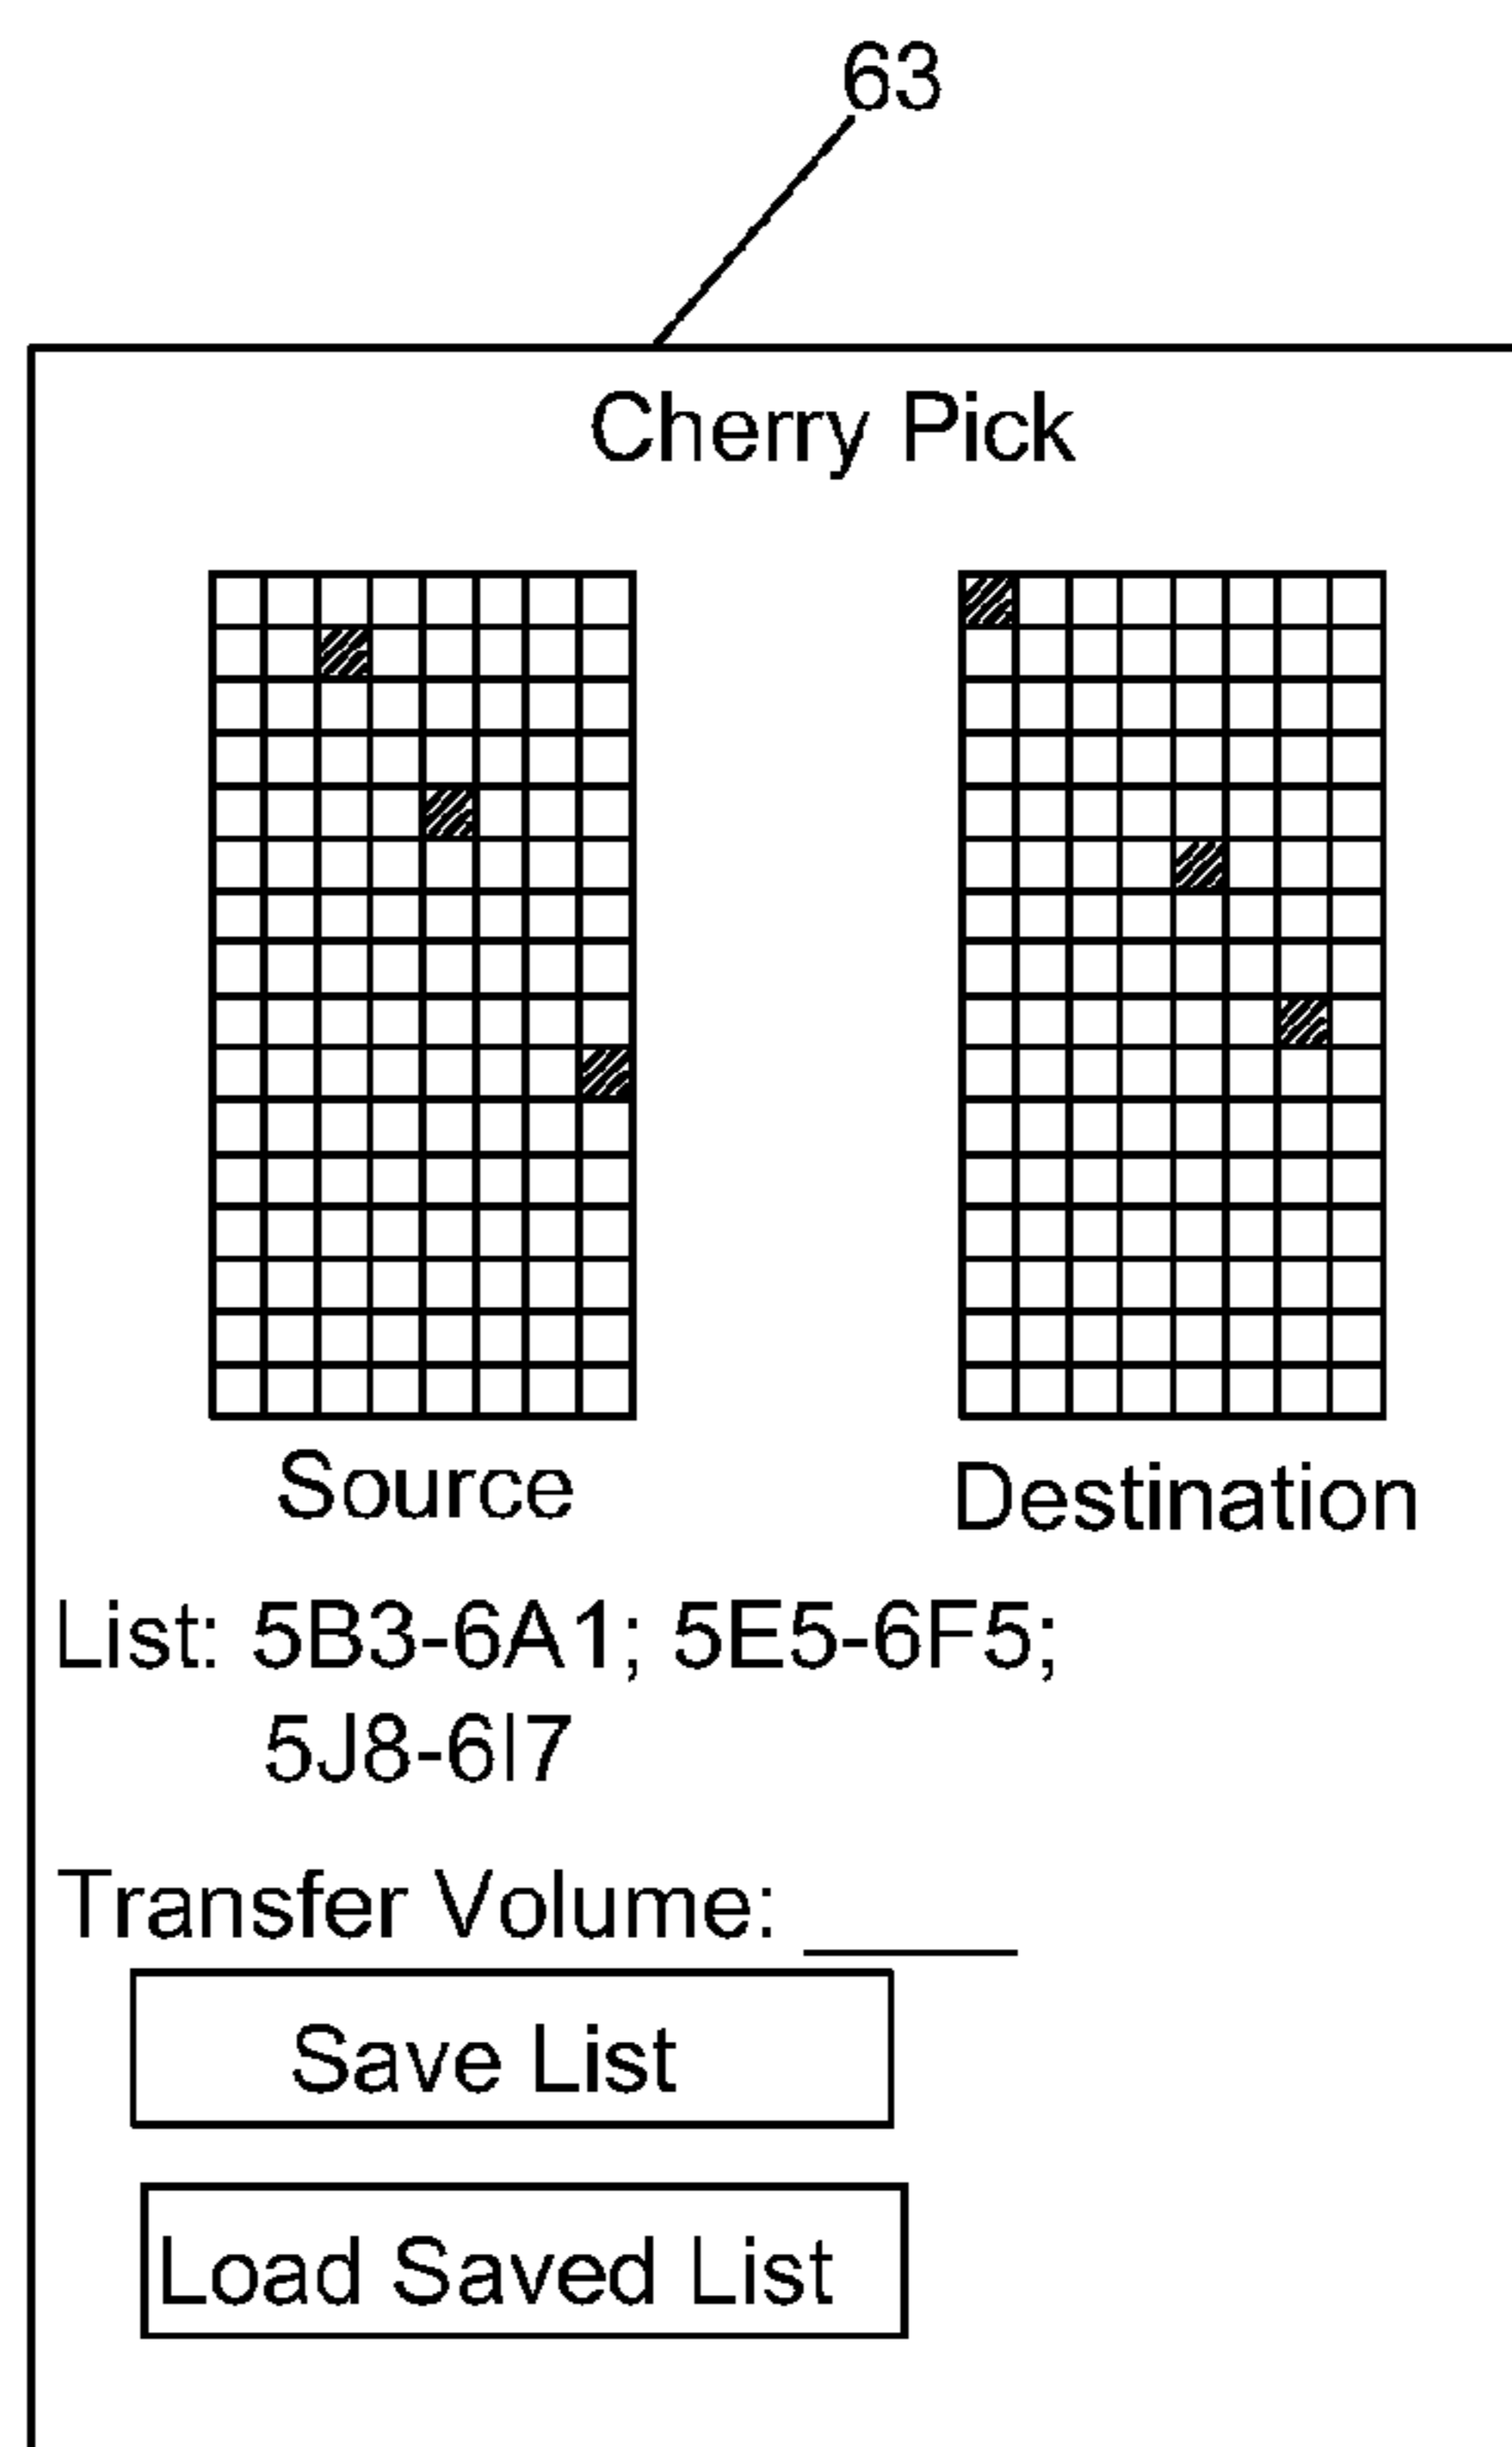 63
Cherry Pick
Source
Destination
List: 5B3-6A1; 5E5-6F5;
5J8-6I7
Transfer Volume:
Save List
Load Saved List